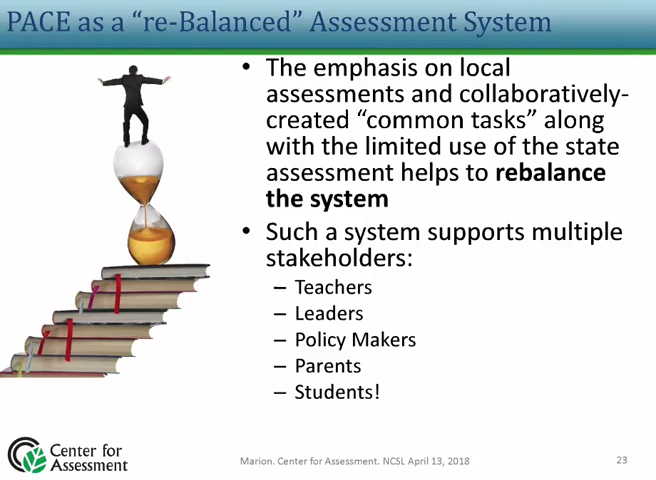 PACE as a “re-Balanced” Assessment System
• The emphasis on local
assessments and collaboratively-
created “common tasks” along
with the limited use of the state
assessment helps to rebalance
the system
• Such a system supports multiple
stakeholders:
– Teachers
– Leaders
– Policy Makers
– Parents
– Students!
Center for
Assessment
Marion. Center for Assessment. NCSL April 13, 2018
23